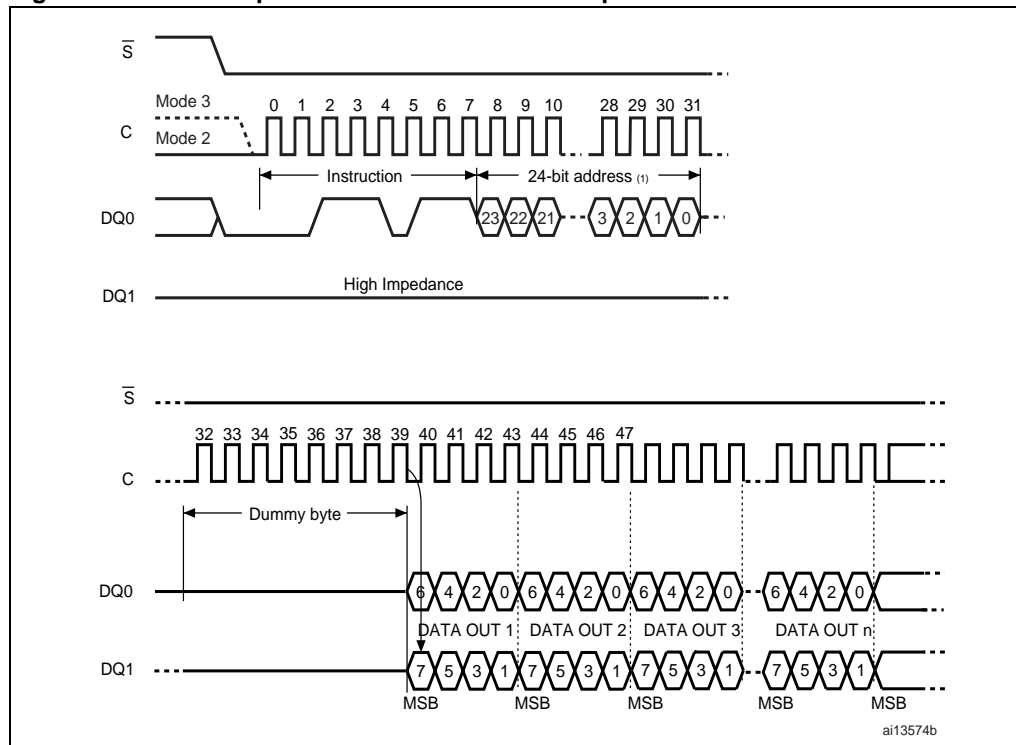 S
Mode 3
0 1 2 3 4 5 6 7 8 9 10 28 29 30 31
C
Mode 2
Instruction 24-bit address (1)
DQ0 23 22 21 3 2 1 0
High Impedance
DQ1
S
32 33 34 35 36 37 38 39 40 41 42 43 44 45 46 47
C
Dummy byte
DQ0 6 4 2 0 6 4 2 0 6 4 2 0 6 4 2 0
DATA OUT 1 DATA OUT 2 DATA OUT 3 DATA OUT n
DQ1 7 5 3 1 7 5 3 1 7 5 3 1 7 5 3 1
MSB MSB MSB MSB MSB
ai13574b